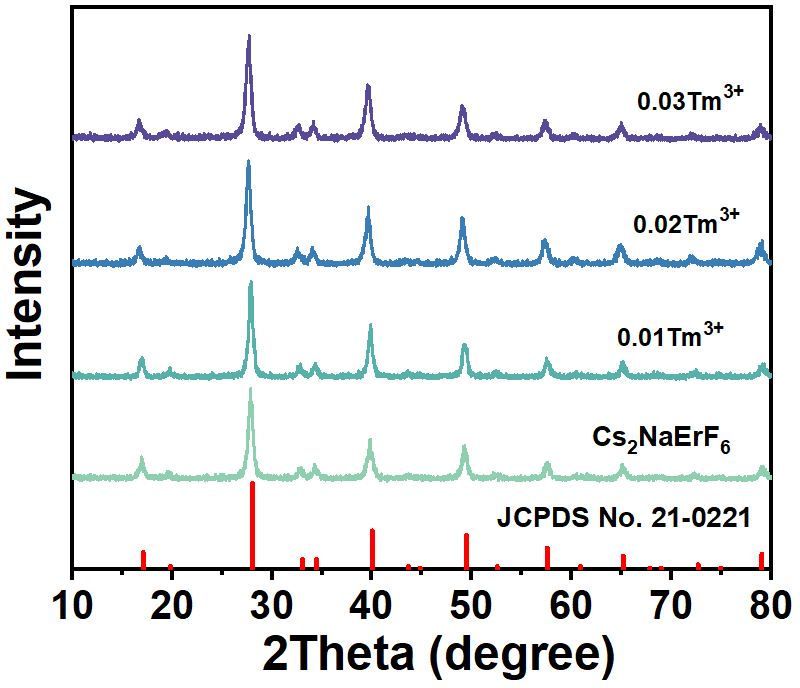 0.03Tm³⁺
0.02Tm³⁺
0.01Tm³⁺
Cs₂NaErF₆
JCPDS No. 21-0221
Intensity
10 20 30 40 50 60 70 80
2Theta (degree)